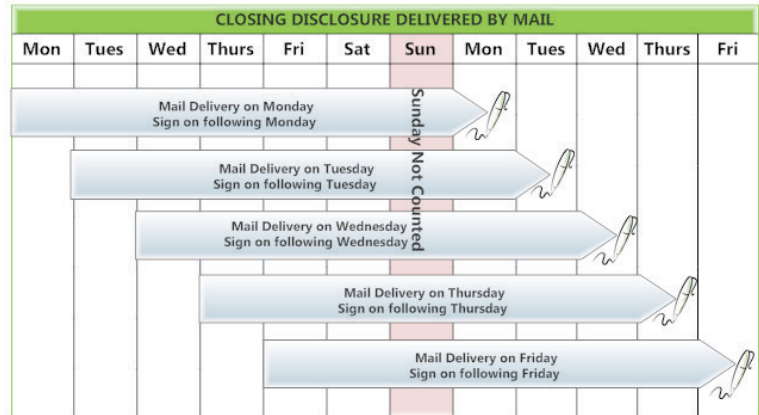 CLOSING DISCLOSURE DELIVERED BY MAIL
Mon Tues Wed Thurs Fri Sat Sun Mon Tues Wed Thurs Fri
Mail Delivery on Monday
Sign on following Monday
Sunday Not Counted
Mail Delivery on Tuesday
Sign on following Tuesday
Mail Delivery on Wednesday
Sign on following Wednesday
Mail Delivery on Thursday
Sign on following Thursday
Mail Delivery on Friday
Sign on following Friday